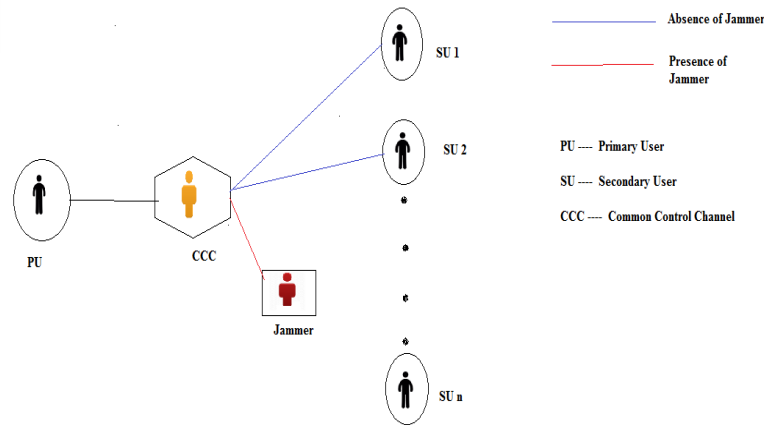 Absence of Jammer
SU 1
Presence of
Jammer
PU ---- Primary User
SU 2
SU ---- Secondary User
CCC ---- Common Control Channel
CCC
PU
Jammer
SU n